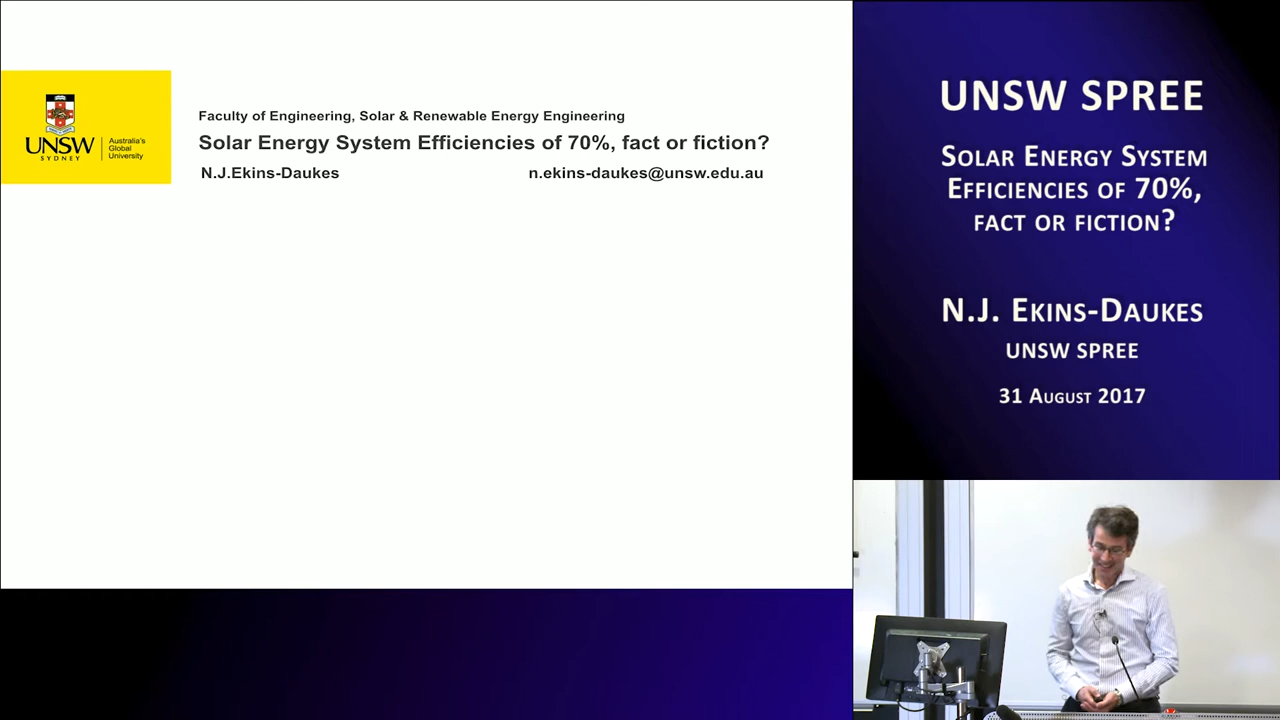 UNSW
SYDNEY
Australia's
Global
University
Faculty of Engineering, Solar & Renewable Energy Engineering
Solar Energy System Efficiencies of 70%, fact or fiction?
N.J.Ekins-Daukes n.ekins-daukes@unsw.edu.au
UNSW SPREE
Solar Energy System
Efficiencies of 70%,
fact or fiction?
N.J. Ekins-Daukes
UNSW SPREE
31 August 2017